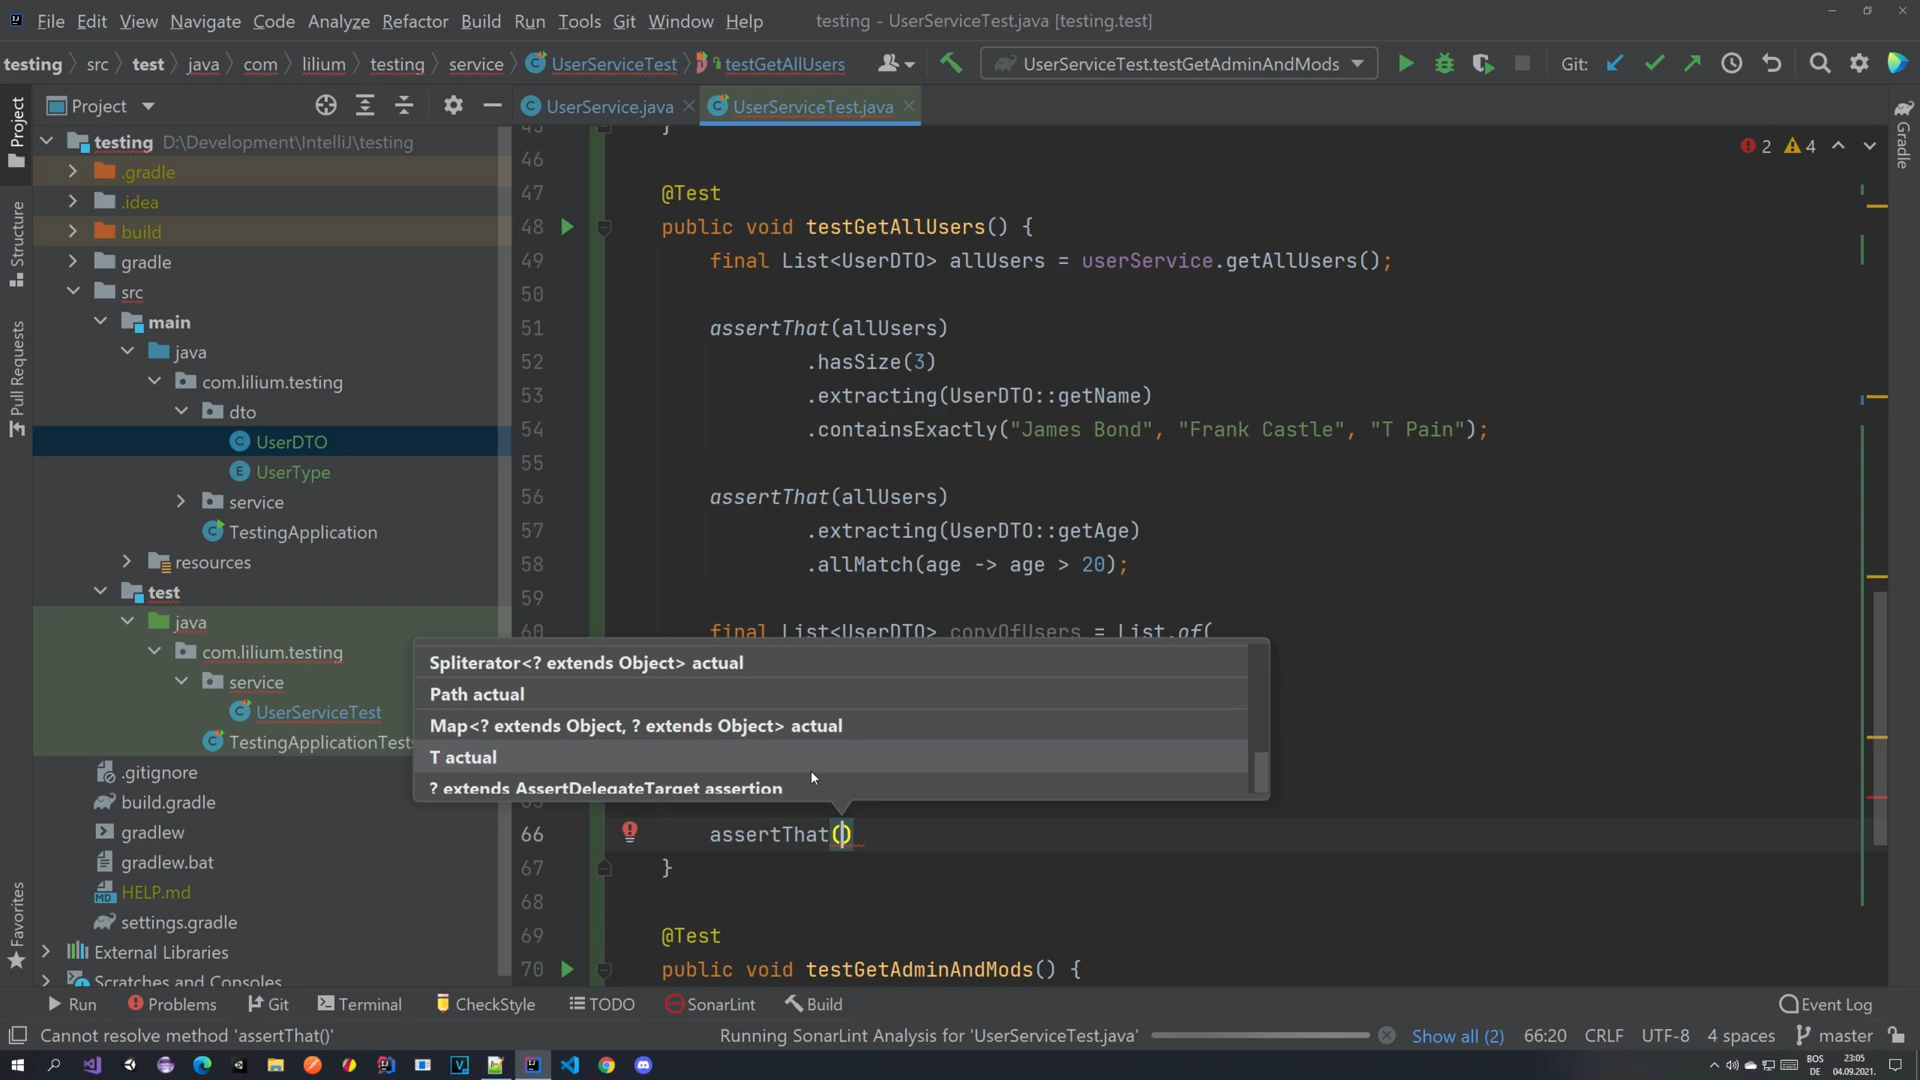 File Edit View Navigate Code Analyze Refactor Build Run Tools Git Window Help testing - UserServiceTest.java [testing.test]
testing src test java com lilium testing service UserServiceTest testGetAllUsers UserServiceTest.testGetAdminAndMods Git:
Project UserService.java UserServiceTest.java
testing D:\Development\IntelliJ\testing
.gradle
.idea
build
gradle
src
main
java
com.lilium.testing
dto
UserDTO
UserType
service
TestingApplication
resources
test
java
com.lilium.testing
service
UserServiceTest
TestingApplicationTest
.gitignore
build.gradle
gradlew
gradlew.bat
HELP.md
settings.gradle
External Libraries
Scratches and Consoles
Project
Structure
Pull Requests
Favorites
Gradle
2 4
45 }
46
47 @Test
48 public void testGetAllUsers() {
49 final List<UserDTO> allUsers = userService.getAllUsers();
50
51 assertThat(allUsers)
52 .hasSize(3)
53 .extracting(UserDTO::getName)
54 .containsExactly("James Bond", "Frank Castle", "T Pain");
55
56 assertThat(allUsers)
57 .extracting(UserDTO::getAge)
58 .allMatch(age -> age > 20);
59
60 final List<UserDTO> copyOfUsers = List.of(
Spliterator<? extends Object> actual
Path actual
Map<? extends Object, ? extends Object> actual
T actual
? extends AssertDelegateTarget assertion
65
66 assertThat()
67 }
68
69 @Test
70 public void testGetAdminAndMods() {
Run Problems Git Terminal CheckStyle TODO SonarLint Build Event Log
Cannot resolve method 'assertThat()' Running SonarLint Analysis for 'UserServiceTest.java' Show all (2) 66:20 CRLF UTF-8 4 spaces master
BOS
DE
23:05
04.09.2021.